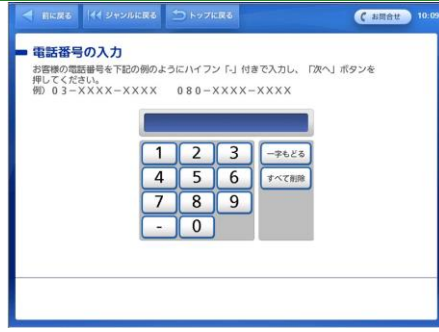 前に戻る ジャンルに戻る トップに戻る お問合せ 10:09
電話番号の入力
お客様の電話番号を下記の例のようにハイフン「-」付きで入力し、「次へ」ボタンを
押してください。
例）０３－ＸＸＸＸ－ＸＸＸＸ　　０８０－ＸＸＸＸ－ＸＸＸＸ
1 2 3 一字もどる
4 5 6 すべて削除
7 8 9
- 0